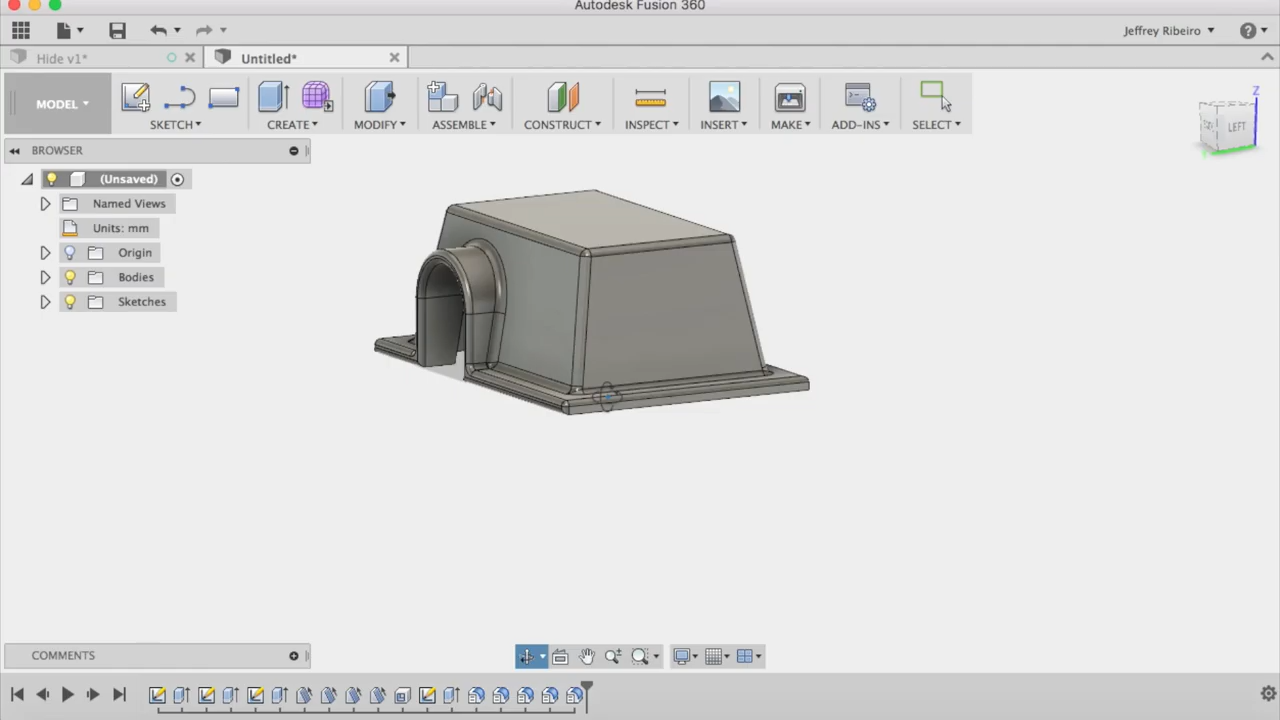 Autodesk Fusion 360
Jeffrey Ribeiro
Hide v1*
Untitled*
MODEL
SKETCH
CREATE
MODIFY
ASSEMBLE
CONSTRUCT
INSPECT
INSERT
MAKE
ADD-INS
SELECT
Z
LEFT
BROWSER
(Unsaved)
Named Views
Units: mm
Origin
Bodies
Sketches
COMMENTS